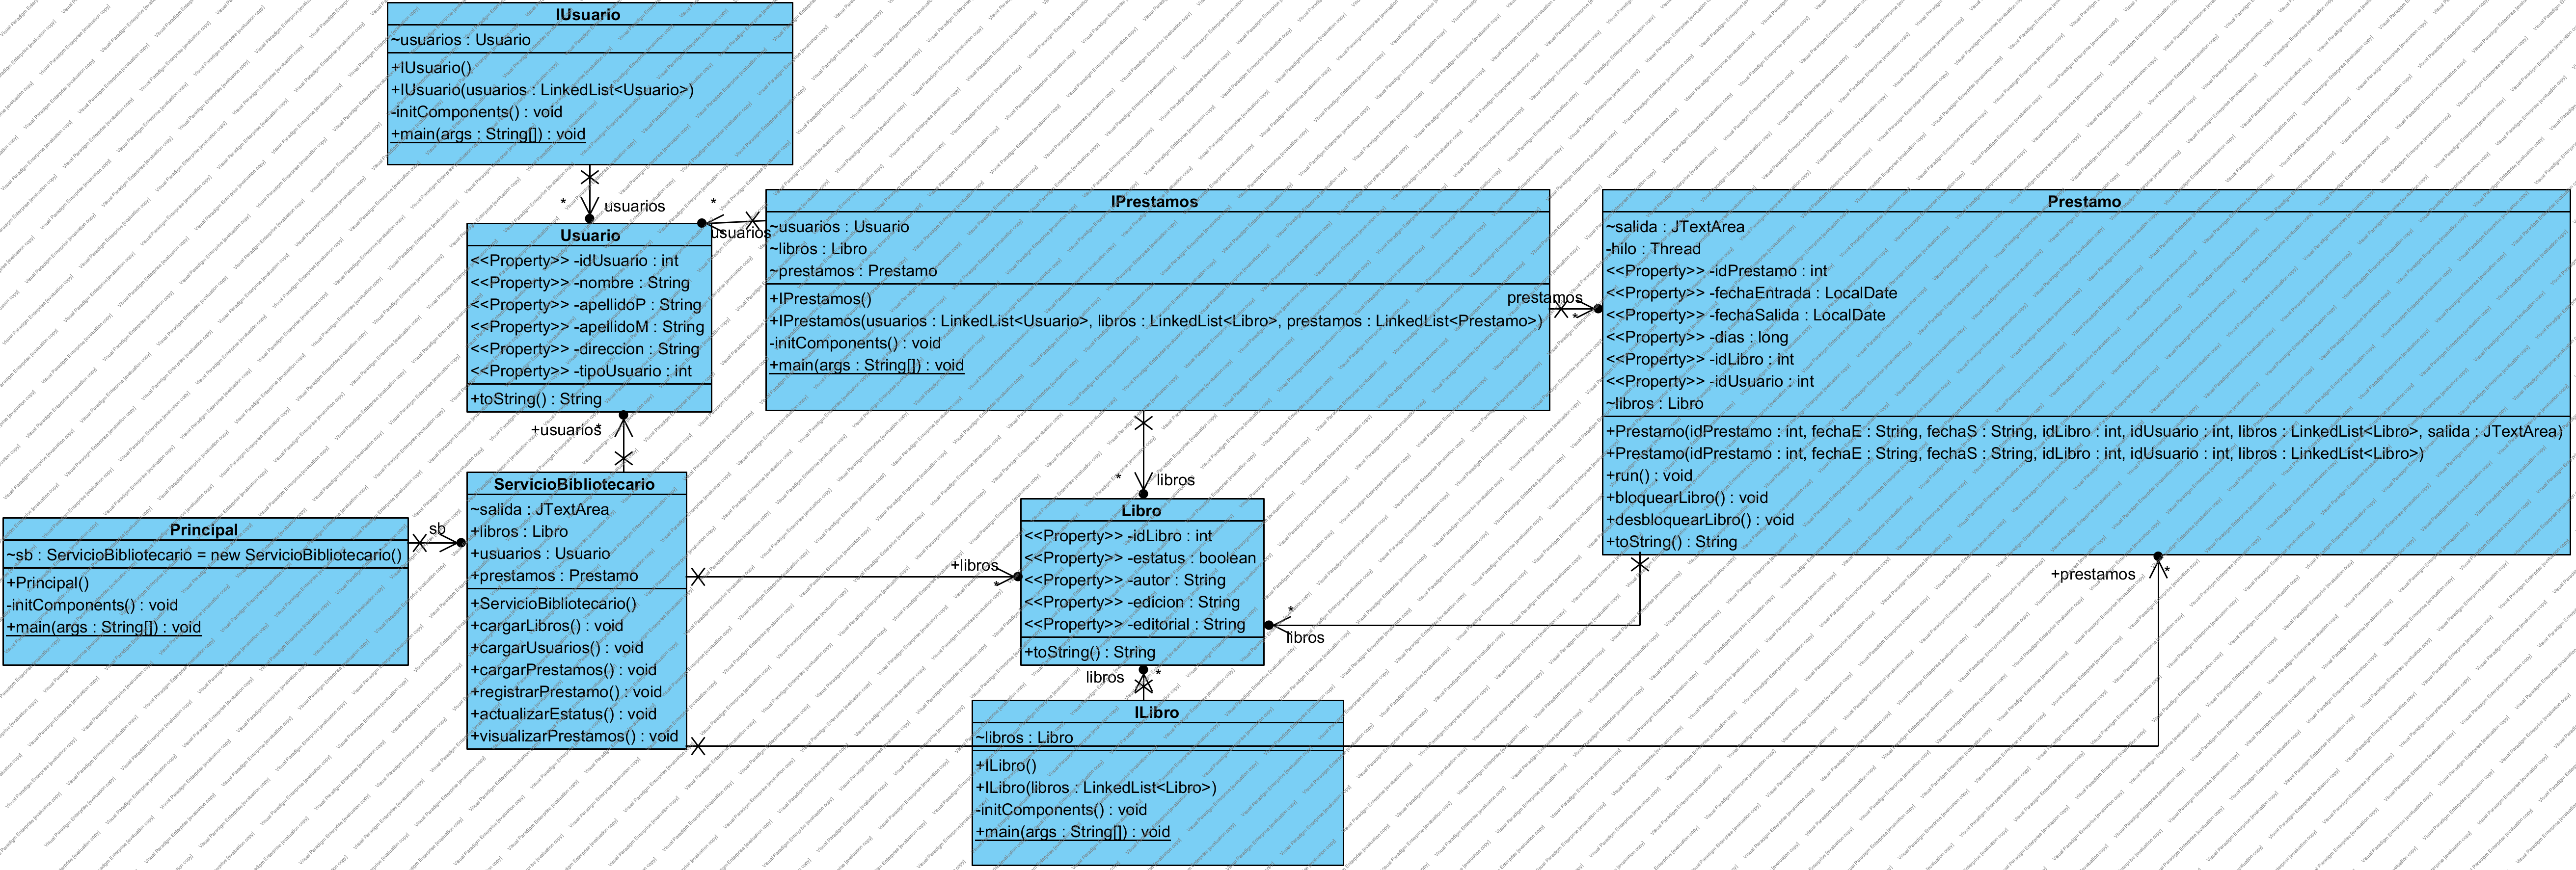 IUsuario
~usuarios : Usuario
+IUsuario()
+IUsuario(usuarios : LinkedList<Usuario>)
-initComponents() : void
+main(args : String[]) : void
* usuarios
* usuarios
Usuario
<<Property>> -idUsuario : int
<<Property>> -nombre : String
<<Property>> -apellidoP : String
<<Property>> -apellidoM : String
<<Property>> -direccion : String
<<Property>> -tipoUsuario : int
+toString() : String
IPrestamos
~usuarios : Usuario
~libros : Libro
~prestamos : Prestamo
+IPrestamos()
+IPrestamos(usuarios : LinkedList<Usuario>, libros : LinkedList<Libro>, prestamos : LinkedList<Prestamo>)
-initComponents() : void
+main(args : String[]) : void
prestamos
*
Prestamo
~salida : JTextArea
-hilo : Thread
<<Property>> -idPrestamo : int
<<Property>> -fechaEntrada : LocalDate
<<Property>> -fechaSalida : LocalDate
<<Property>> -dias : long
<<Property>> -idLibro : int
<<Property>> -idUsuario : int
~libros : Libro
+Prestamo(idPrestamo : int, fechaE : String, fechaS : String, idLibro : int, idUsuario : int, libros : LinkedList<Libro>, salida : JTextArea)
+Prestamo(idPrestamo : int, fechaE : String, fechaS : String, idLibro : int, idUsuario : int, libros : LinkedList<Libro>)
+run() : void
+bloquearLibro() : void
+desbloquearLibro() : void
+toString() : String
+usuarios*
ServicioBibliotecario
~salida : JTextArea
+libros : Libro
+usuarios : Usuario
+prestamos : Prestamo
+ServicioBibliotecario()
+cargarLibros() : void
+cargarUsuarios() : void
+cargarPrestamos() : void
+registrarPrestamo() : void
+actualizarEstatus() : void
+visualizarPrestamos() : void
Principal
~sb : ServicioBibliotecario = new ServicioBibliotecario()
+Principal()
-initComponents() : void
+main(args : String[]) : void
sb
* libros
+libros
*
Libro
<<Property>> -idLibro : int
<<Property>> -estatus : boolean
<<Property>> -autor : String
<<Property>> -edicion : String
<<Property>> -editorial : String
+toString() : String
*
libros
+prestamos *
libros *
ILibro
~libros : Libro
+ILibro()
+ILibro(libros : LinkedList<Libro>)
-initComponents() : void
+main(args : String[]) : void
Visual Paradigm Enterprise [evaluation copy]